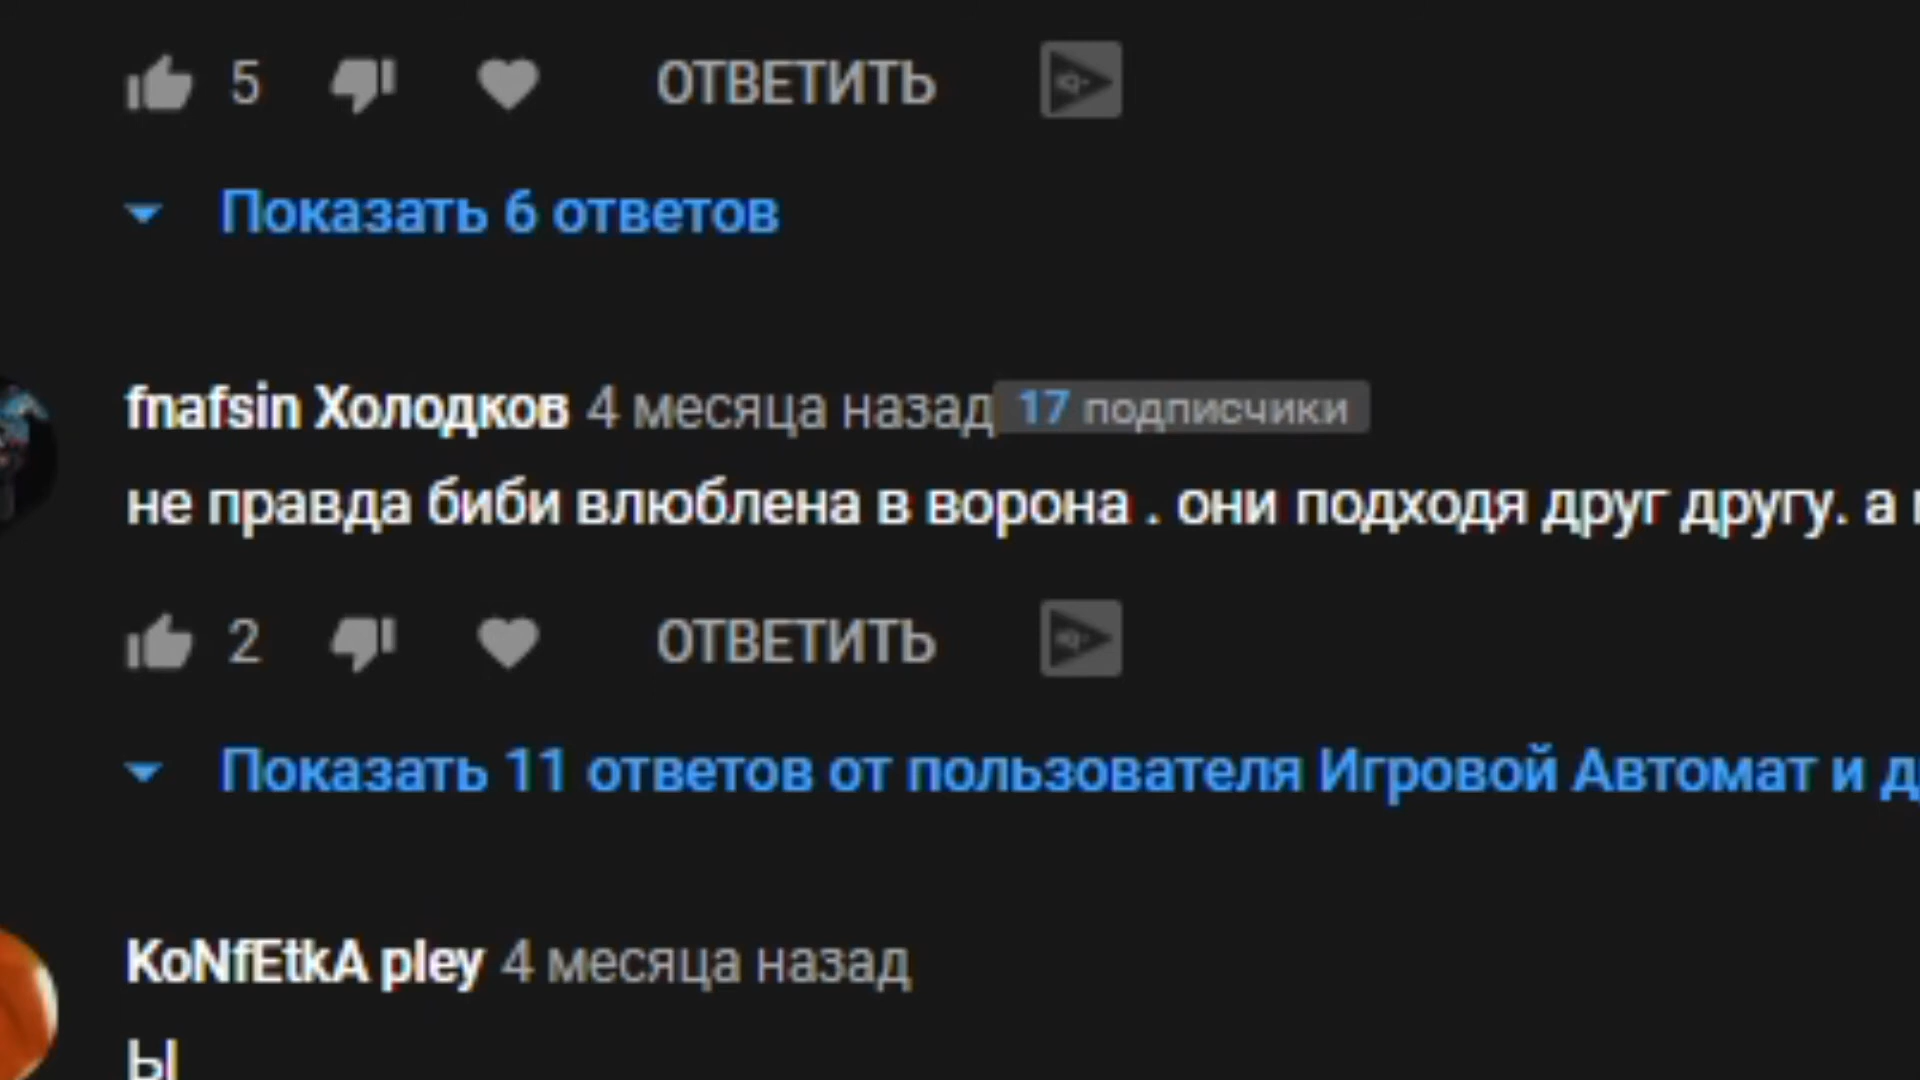 5 ОТВЕТИТЬ
Показать 6 ответов
fnafsin Холодков 4 месяца назад 17 подписчики
не правда биби влюблена в ворона . они подходя друг другу. а
2 ОТВЕТИТЬ
Показать 11 ответов от пользователя Игровой Автомат и
KoNfEtkA pley 4 месяца назад
Ы